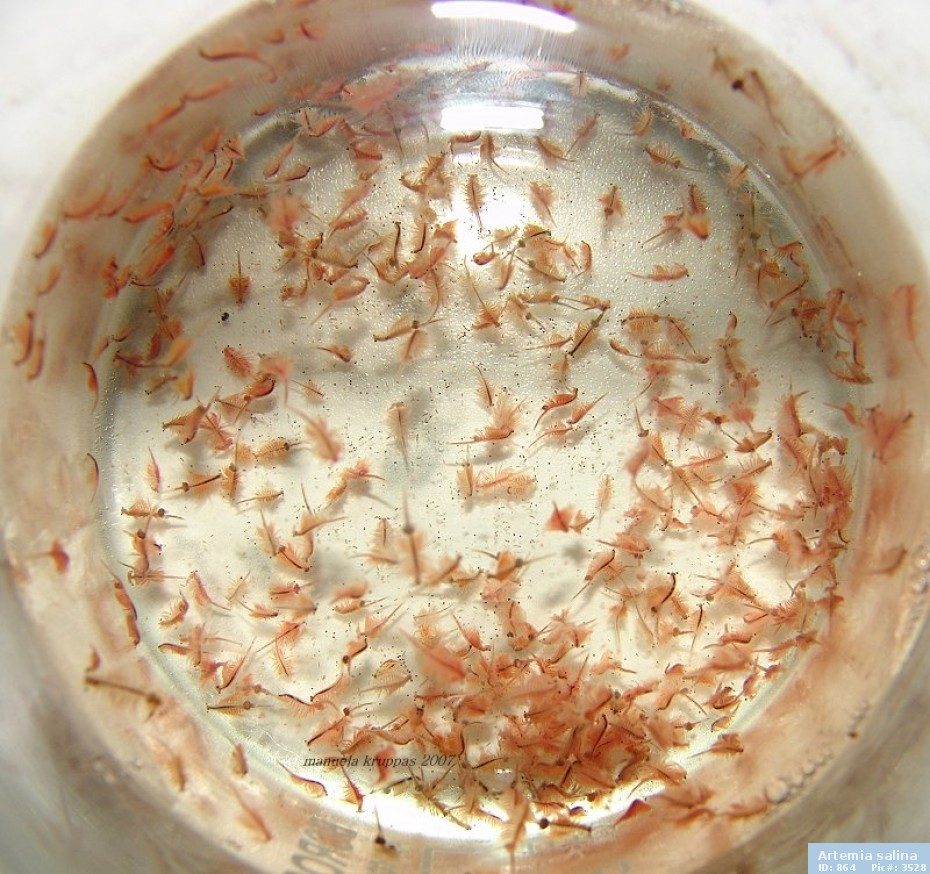 manuela kruppas 2007
Artemia salina
ID: 864 Pic#: 3528